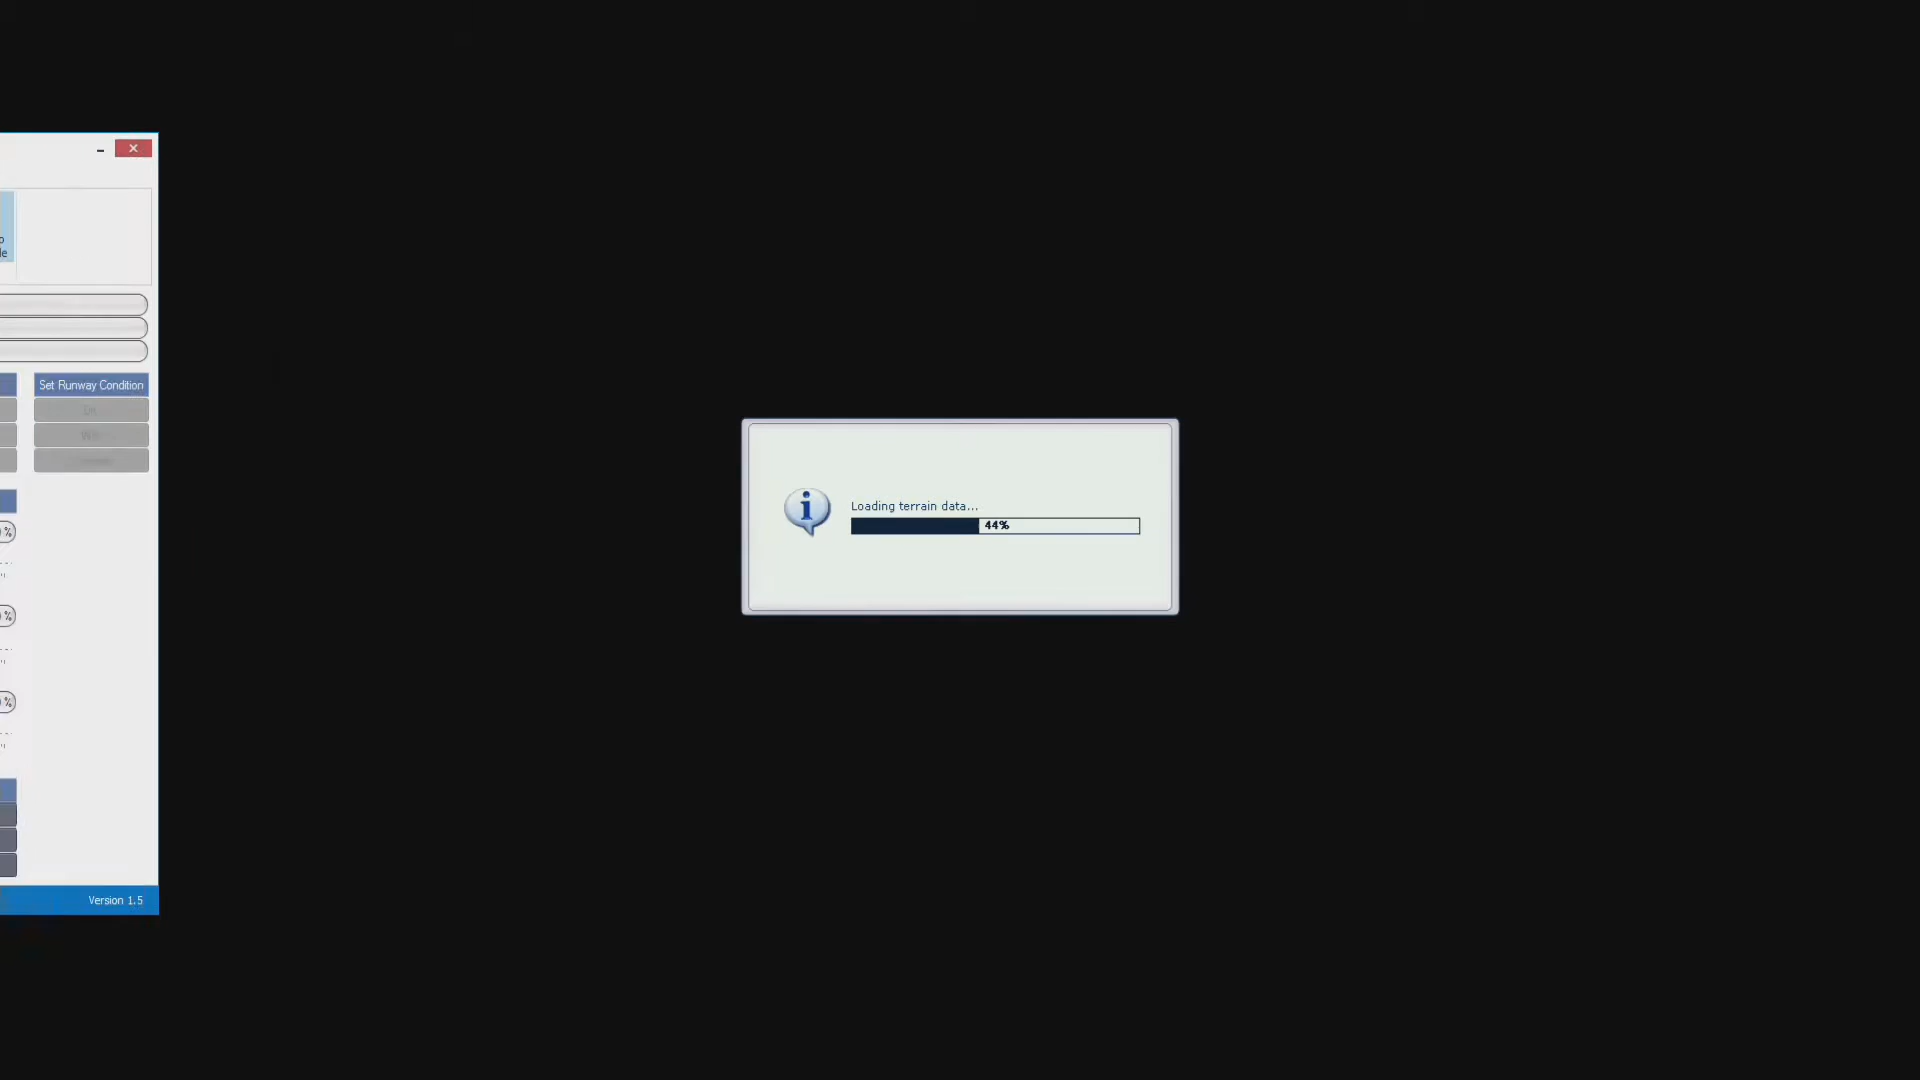 Set Runway Condition
%
%
%
Version 1.5
Loading terrain data...
44%